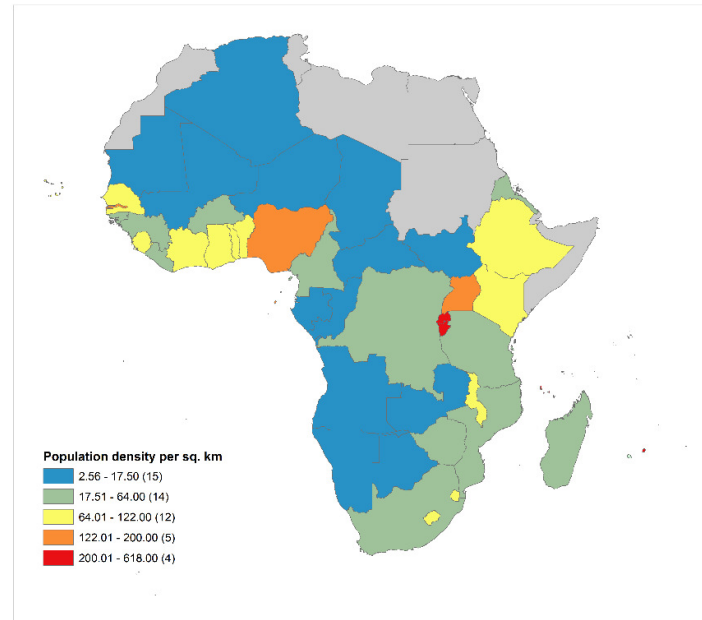 Population density per sq. km
2.56 - 17.50 (15)
17.51 - 64.00 (14)
64.01 - 122.00 (12)
122.01 - 200.00 (5)
200.01 - 618.00 (4)